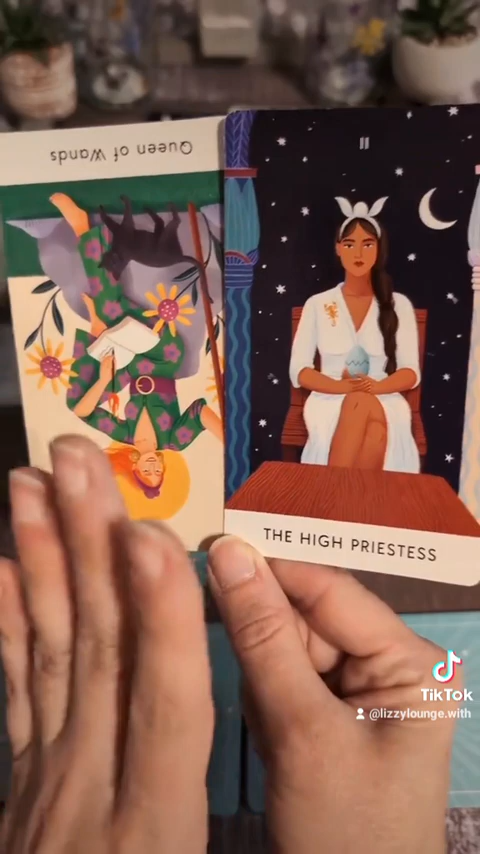 Queen of Wands
II
THE HIGH PRIESTESS
TikTok
@lizzylounge.with